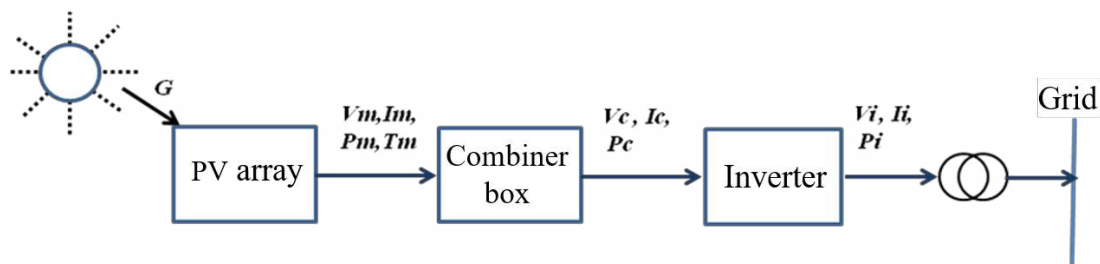 G
PV array
Vm,Im,
Pm,Tm
Combiner
box
Vc , Ic,
Pc
Inverter
Vi, Ii,
Pi
Grid